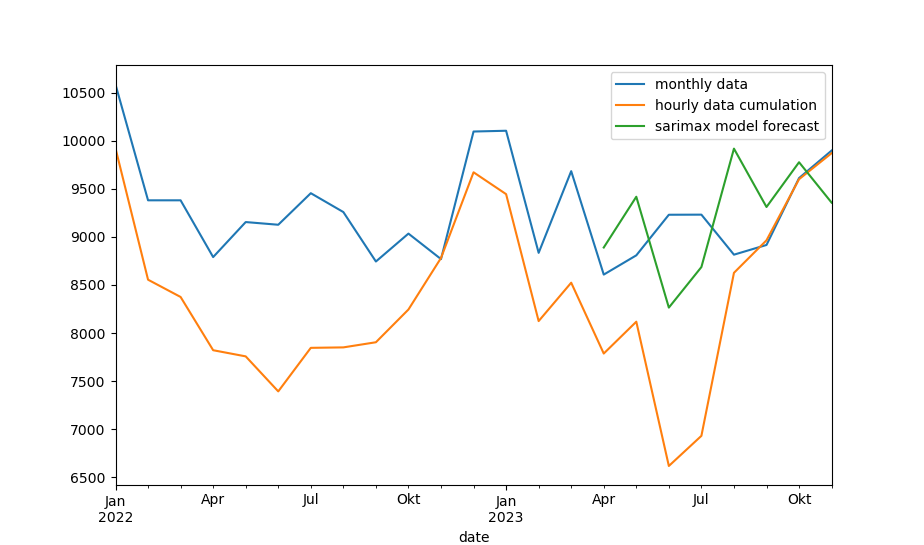 monthly data
hourly data cumulation
sarimax model forecast
10500
10000
9500
9000
8500
8000
7500
7000
6500
Jan Apr Jul Okt Jan Apr Jul Okt
2022 2023
date